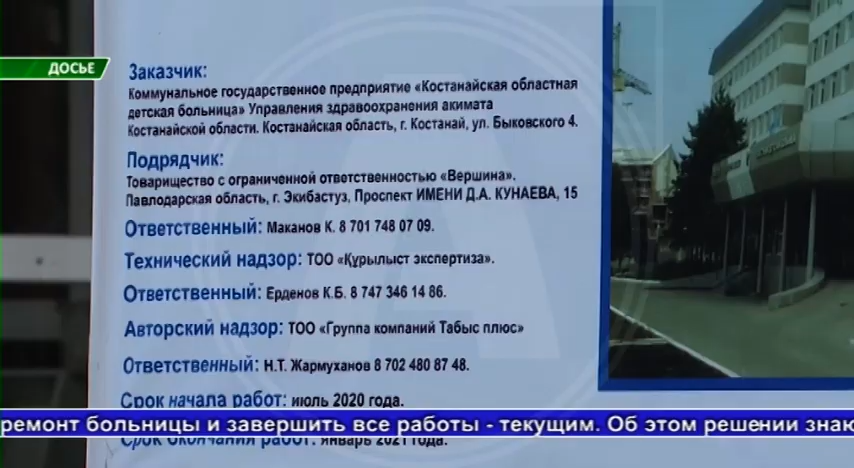 ДОСЬЕ
Заказчик:
Коммунальное государственное предприятие «Костанайская областная
детская больница» Управления здравоохранения акимата
Костанайской области. Костанайская область, г. Костанай, ул. Быковского 4.
Подрядчик:
Товарищество с ограниченной ответственностью «Вершина».
Павлодарская область, г. Экибастуз, Проспект ИМЕНИ Д.А. КУНАЕВА, 15
Ответственный: Маканов К. 8 701 748 07 09.
Технический надзор: ТОО «Құрылыст экспертиза».
Ответственный: Ерденов К.Б. 8 747 346 14 86.
Авторский надзор: ТОО «Группа компаний Табыс плюс»
Ответственный: Н.Т. Жармуханов 8 702 480 87 48.
Срок начала работ: июль 2020 года.
ремонт больницы и завершить все работы - текущим. Об этом решении знаю
Срок окончания работ: январь 2021 года.